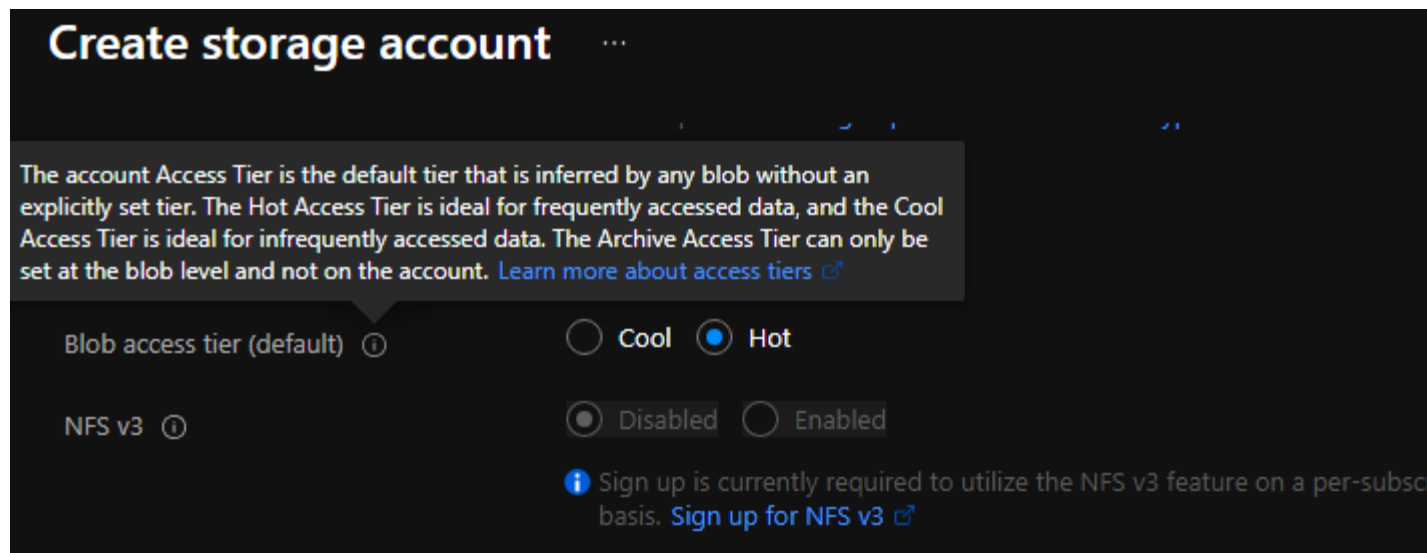 Create storage account ...
The account Access Tier is the default tier that is inferred by any blob without an
explicitly set tier. The Hot Access Tier is ideal for frequently accessed data, and the Cool
Access Tier is ideal for infrequently accessed data. The Archive Access Tier can only be
set at the blob level and not on the account. Learn more about access tiers
Blob access tier (default) Cool Hot
NFS v3 Disabled Enabled
Sign up is currently required to utilize the NFS v3 feature on a per-subsc
basis. Sign up for NFS v3